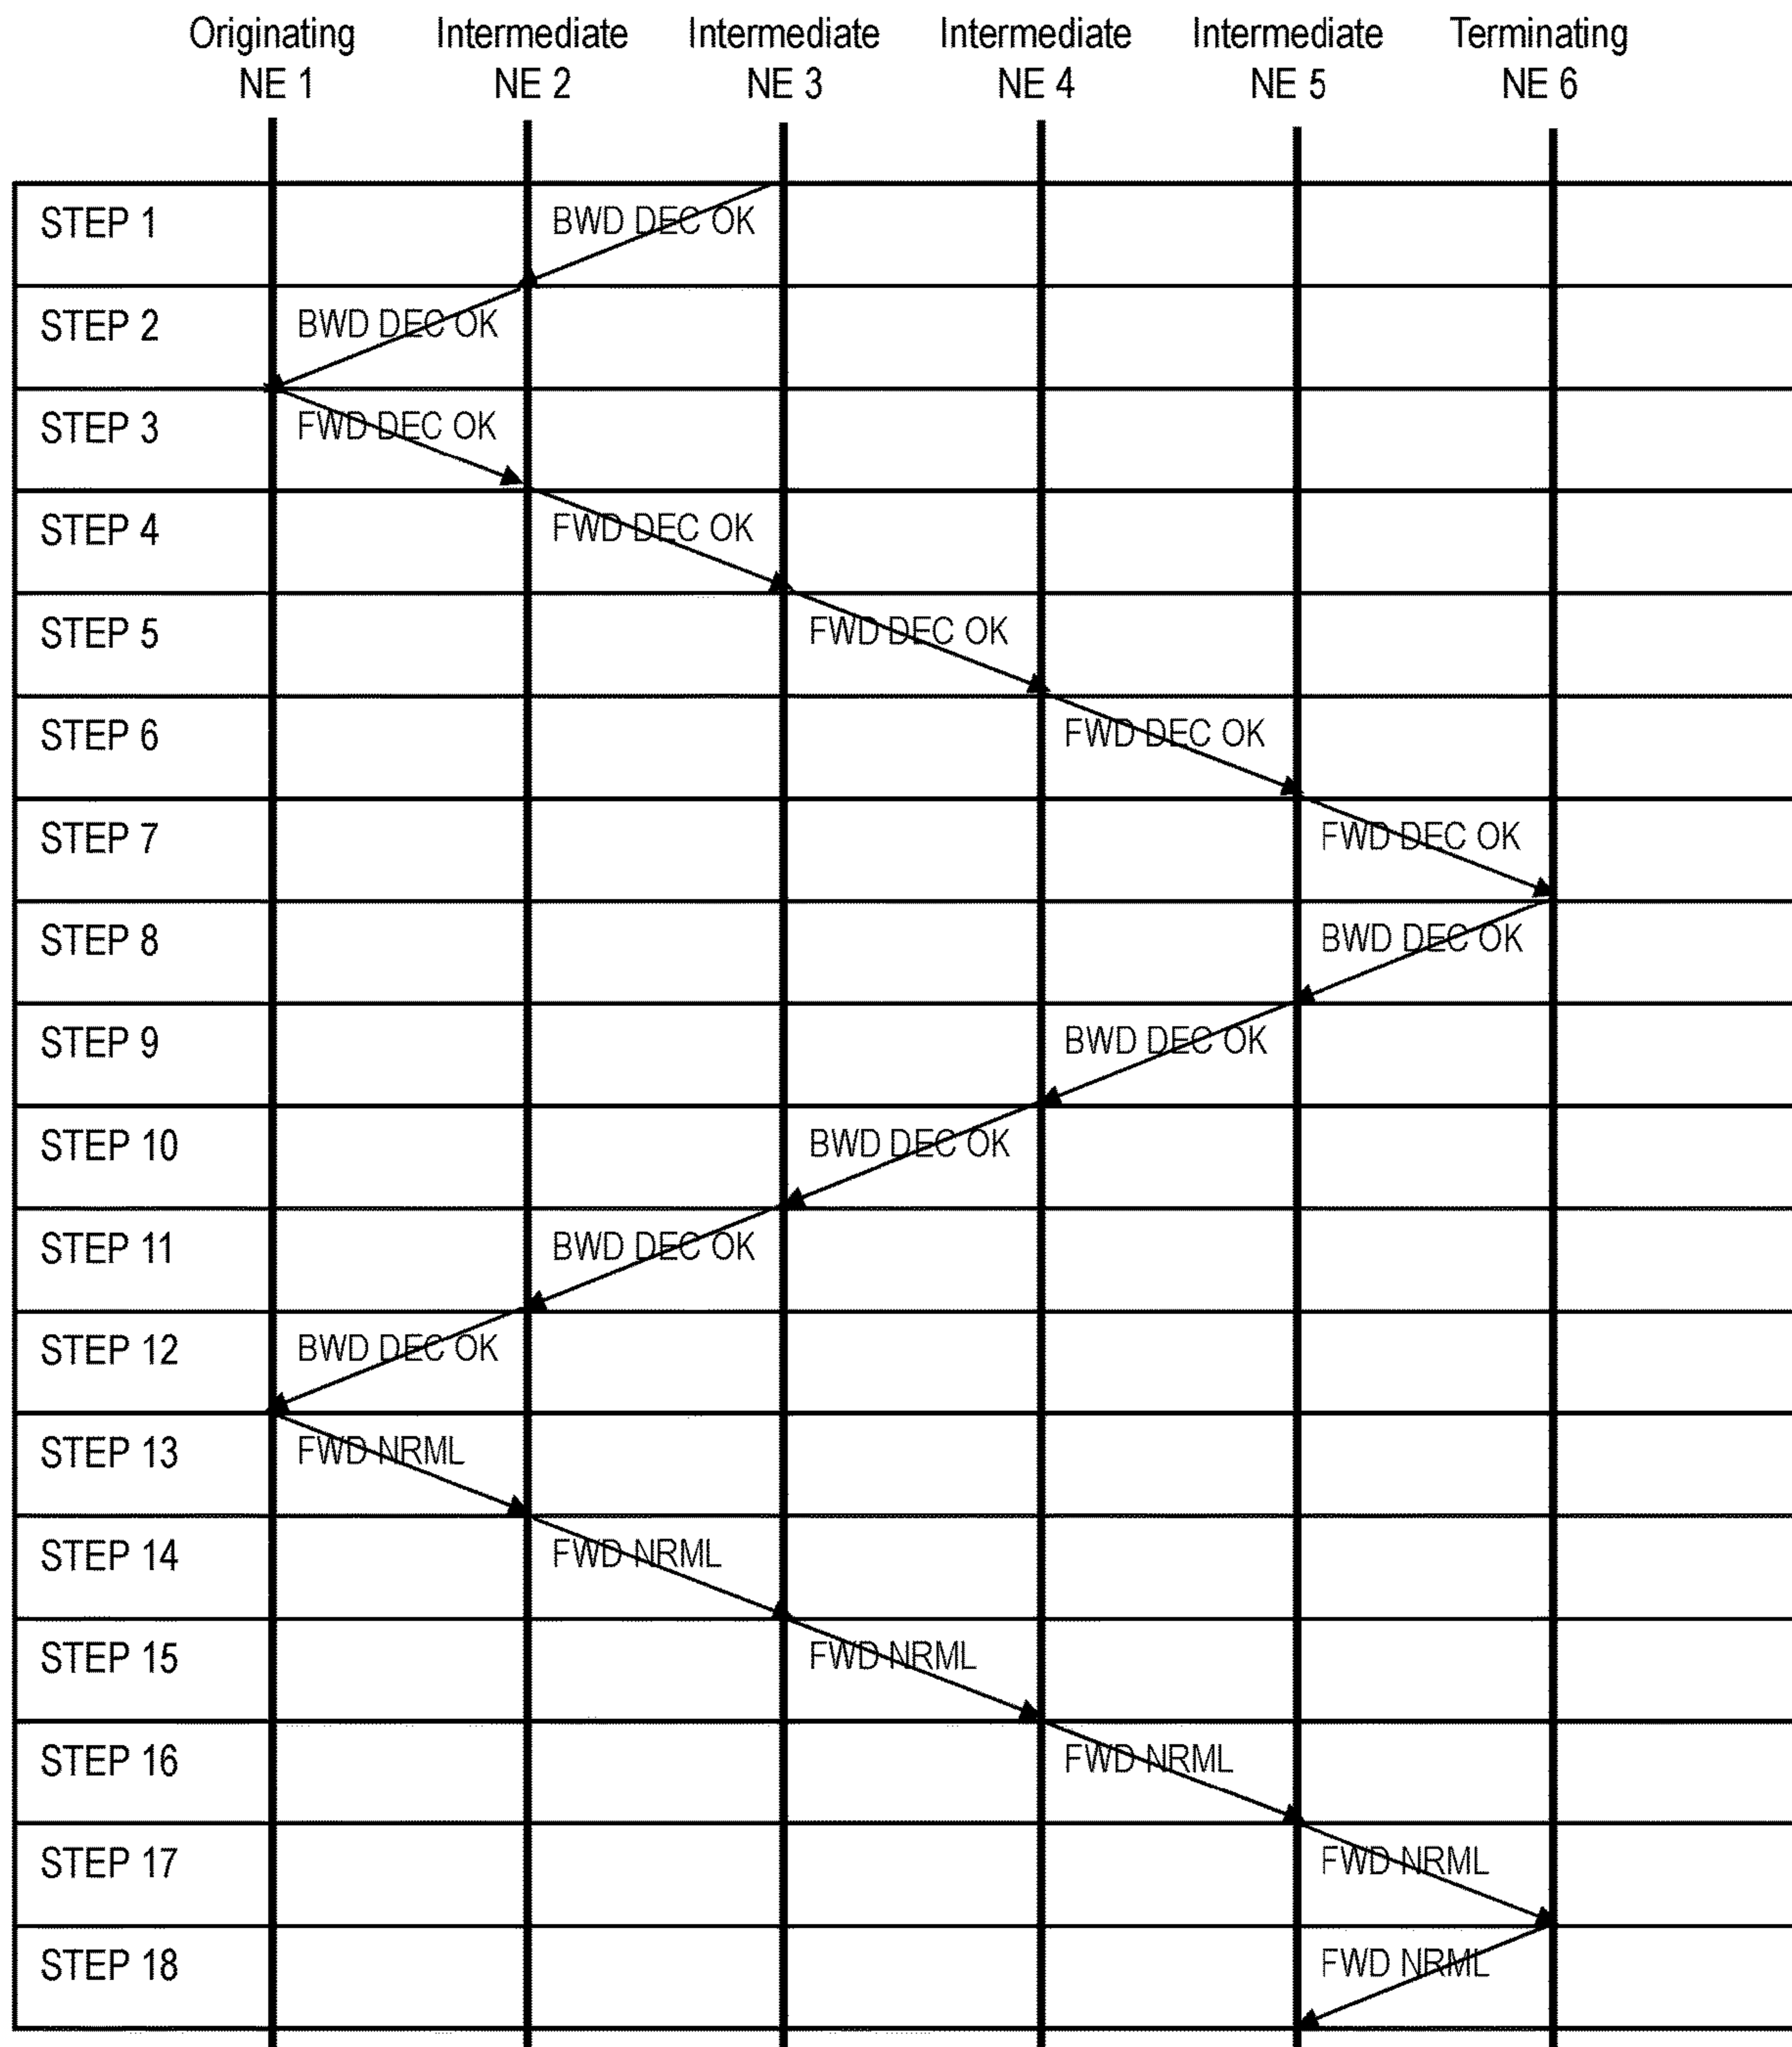 Originating Intermediate Intermediate Intermediate Intermediate Terminating
NE 1 NE 2 NE 3 NE 4 NE 5 NE 6
STEP 1 BWD DEC OK
STEP 2 BWD DEC OK
STEP 3 FWD DEC OK
STEP 4 FWD DEC OK
STEP 5 FWD DEC OK
STEP 6 FWD DEC OK
STEP 7 FWD DEC OK
STEP 8 BWD DEC OK
STEP 9 BWD DEC OK
STEP 10 BWD DEC OK
STEP 11 BWD DEC OK
STEP 12 BWD DEC OK
STEP 13 FWD NRML
STEP 14 FWD NRML
STEP 15 FWD NRML
STEP 16 FWD NRML
STEP 17 FWD NRML
STEP 18 FWD NRML